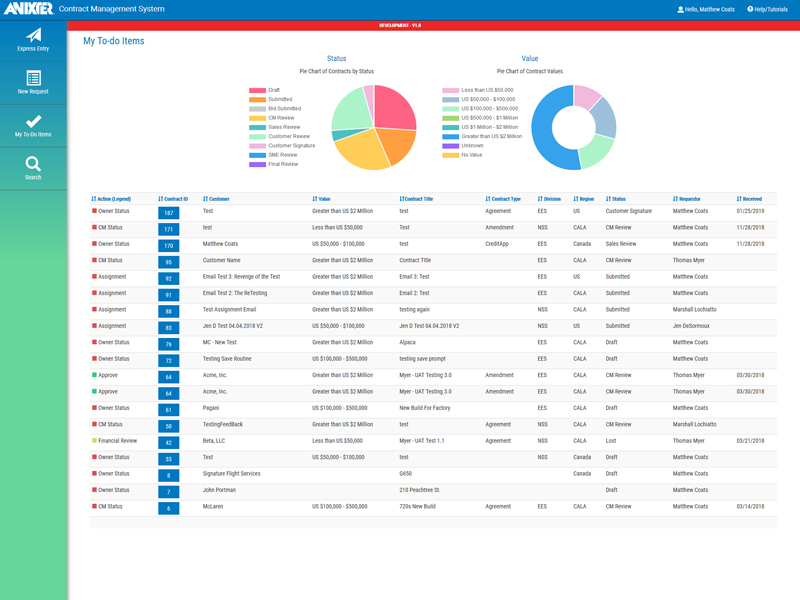 ANIXTER Contract Management System Hello, Matthew Coats Help/Tutorials
DEVELOPMENT - V1.0
Express Entry
New Request
My To-Do Items
Search
My To-do Items
Status
Pie Chart of Contracts by Status
Draft
Submitted
Bid Submitted
CM Review
Sales Review
Customer Review
Customer Signature
SME Review
Final Review
Value
Pie Chart of Contract Values
Less than US $50,000
US $50,000 - $100,000
US $100,000 - $500,000
US $500,000 - $1 Million
US $1 Million - $2 Million
Greater than US $2 Million
Unknown
No Value
Action (Legend) Contract ID Customer Value Contract Title Contract Type Division Region Status Requestor Received
Owner Status 187 Test Greater than US $2 Million test Agreement EES US Customer Signature Matthew Coats 01/25/2019
CM Status 171 test Less than US $50,000 Test Amendment NSS CALA CM Review Matthew Coats 11/28/2018
Owner Status 170 Matthew Coats US $50,000 - $100,000 test CreditApp EES Canada Sales Review Matthew Coats 11/28/2018
CM Status 95 Customer Name Greater than US $2 Million Contract Title EES CALA CM Review Thomas Myer
Assignment 92 Email Test 3: Revenge of the Test Greater than US $2 Million Email 3: Test EES US Submitted Matthew Coats
Assignment 91 Email Test 2: The ReTesting Greater than US $2 Million Email 2: Test EES CALA Submitted Matthew Coats
Assignment 88 Test Assignment Email Greater than US $2 Million testing again NSS CALA Submitted Marshall Lochiatto
Assignment 83 Jen D Test 04.04.2018 V2 US $50,000 - $100,000 Jen D Test 04.04.2018 V2 NSS US Submitted Jen DeSormoux
Owner Status 76 MC - New Test Greater than US $2 Million Alpaca EES CALA Draft Matthew Coats
Owner Status 72 Testing Save Routine US $100,000 - $500,000 testing save prompt EES CALA Draft Matthew Coats
Approve 64 Acme, Inc. Greater than US $2 Million Myer - UAT Testing 3.0 Amendment EES CALA CM Review Thomas Myer 03/30/2018
Approve 64 Acme, Inc. Greater than US $2 Million Myer - UAT Testing 3.0 Amendment EES CALA CM Review Thomas Myer 03/30/2018
Owner Status 61 Pagani US $100,000 - $500,000 New Build For Factory EES CALA Draft Matthew Coats
CM Status 50 TestingFeedBack Greater than US $2 Million test Agreement NSS CALA CM Review Marshall Lochiatto
Financial Review 42 Beta, LLC Less than US $50,000 Myer - UAT Test 1.1 Agreement NSS CALA Lost Thomas Myer 03/21/2018
Owner Status 33 Test US $50,000 - $100,000 test NSS Canada Draft Matthew Coats
Owner Status 8 Signature Flight Services G650 Canada Draft Matthew Coats
Owner Status 7 John Portman 210 Peachtree St. Draft Matthew Coats
CM Status 6 McLaren US $100,000 - $500,000 720s New Build Agreement EES CALA CM Review Matthew Coats 03/14/2018